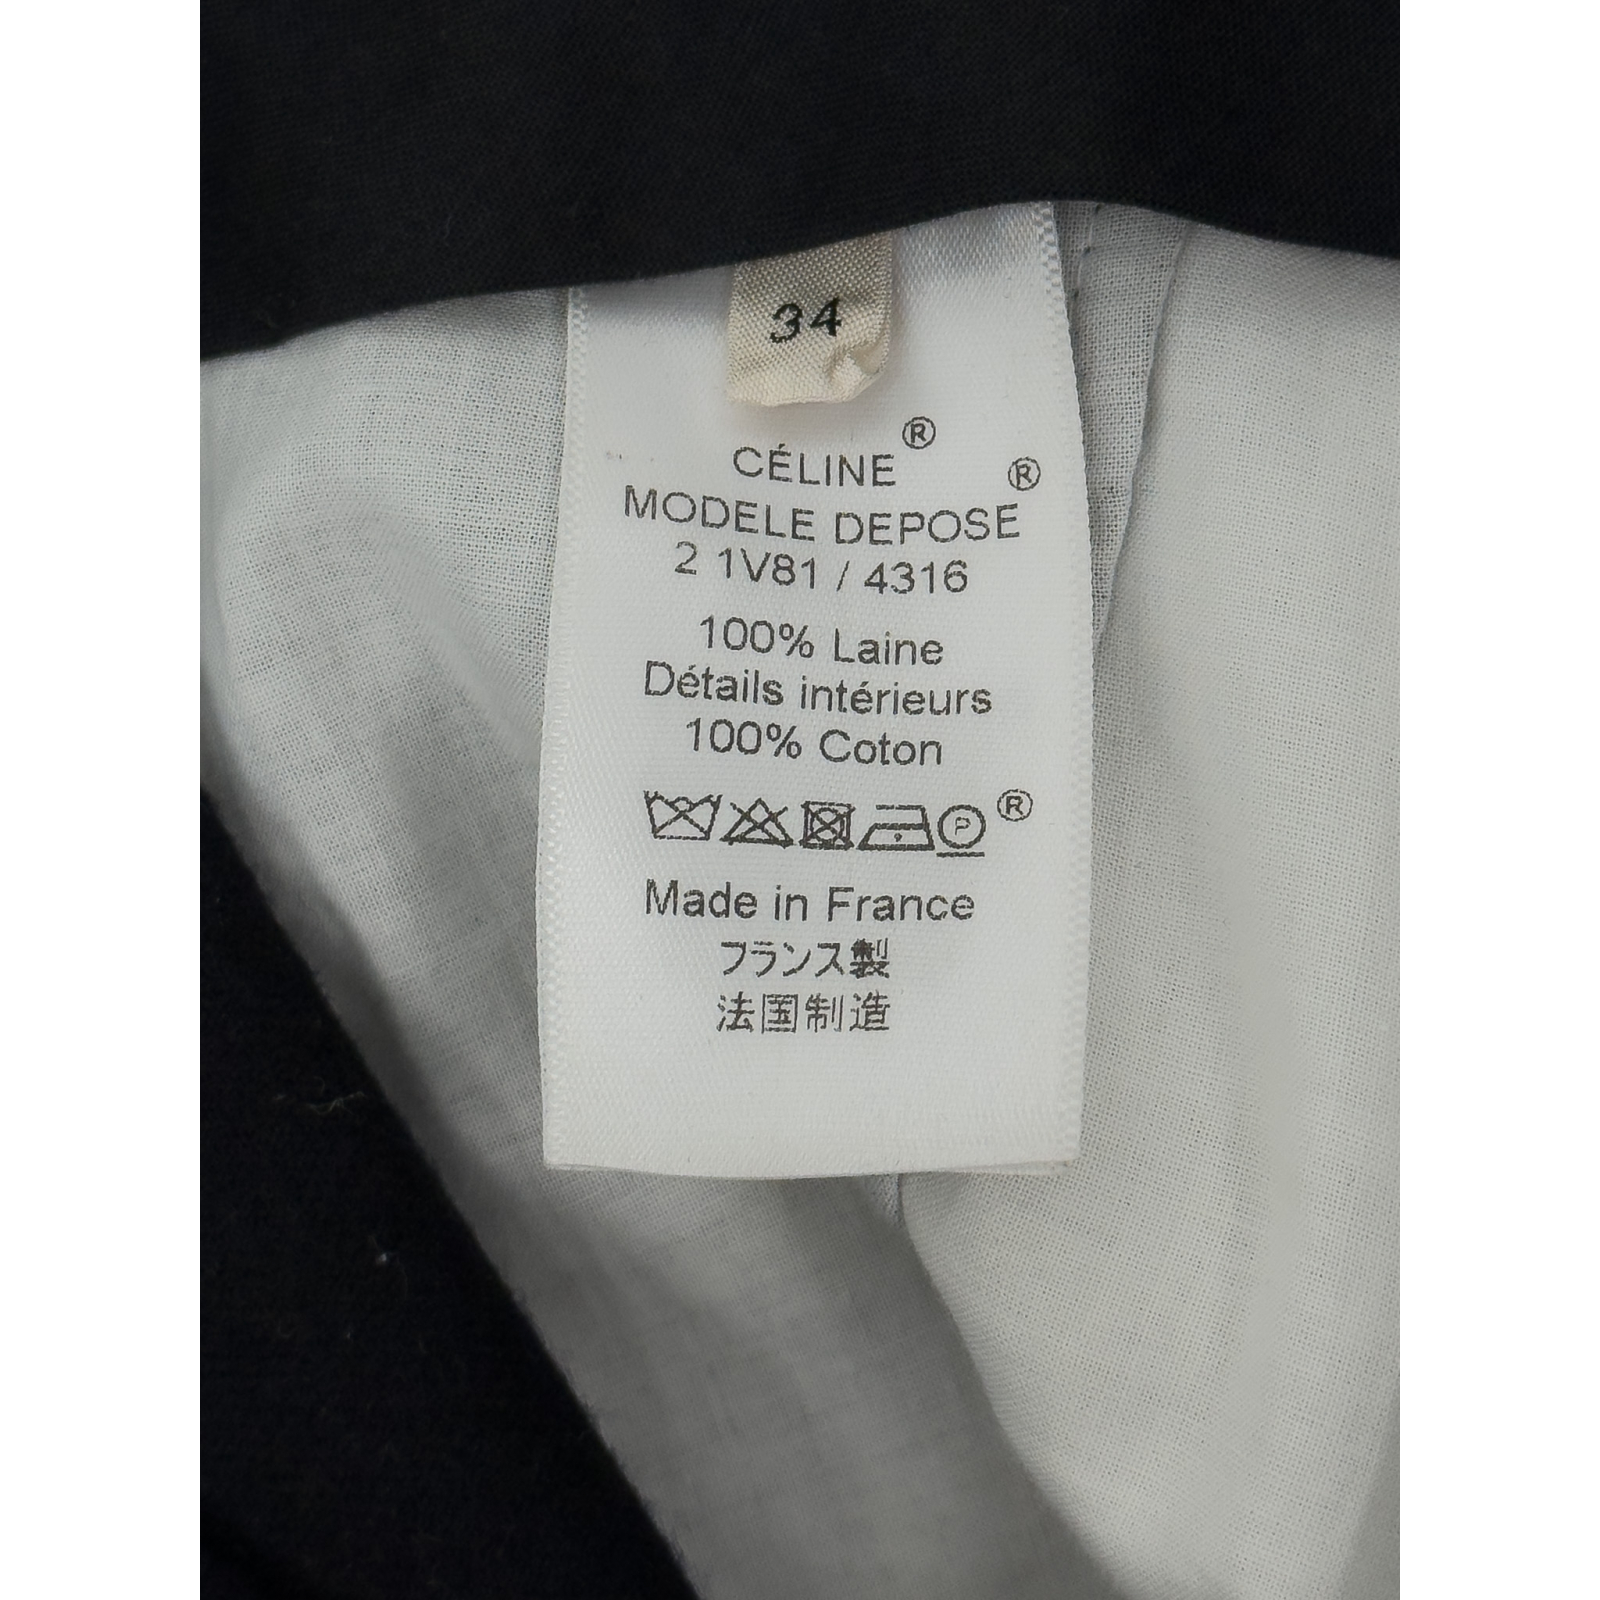 34
CÉLINE®
MODELE DEPOSE®
2 1V81 / 4316
100% Laine
Détails intérieurs
100% Coton
P ®
Made in France
フランス製
法国制造